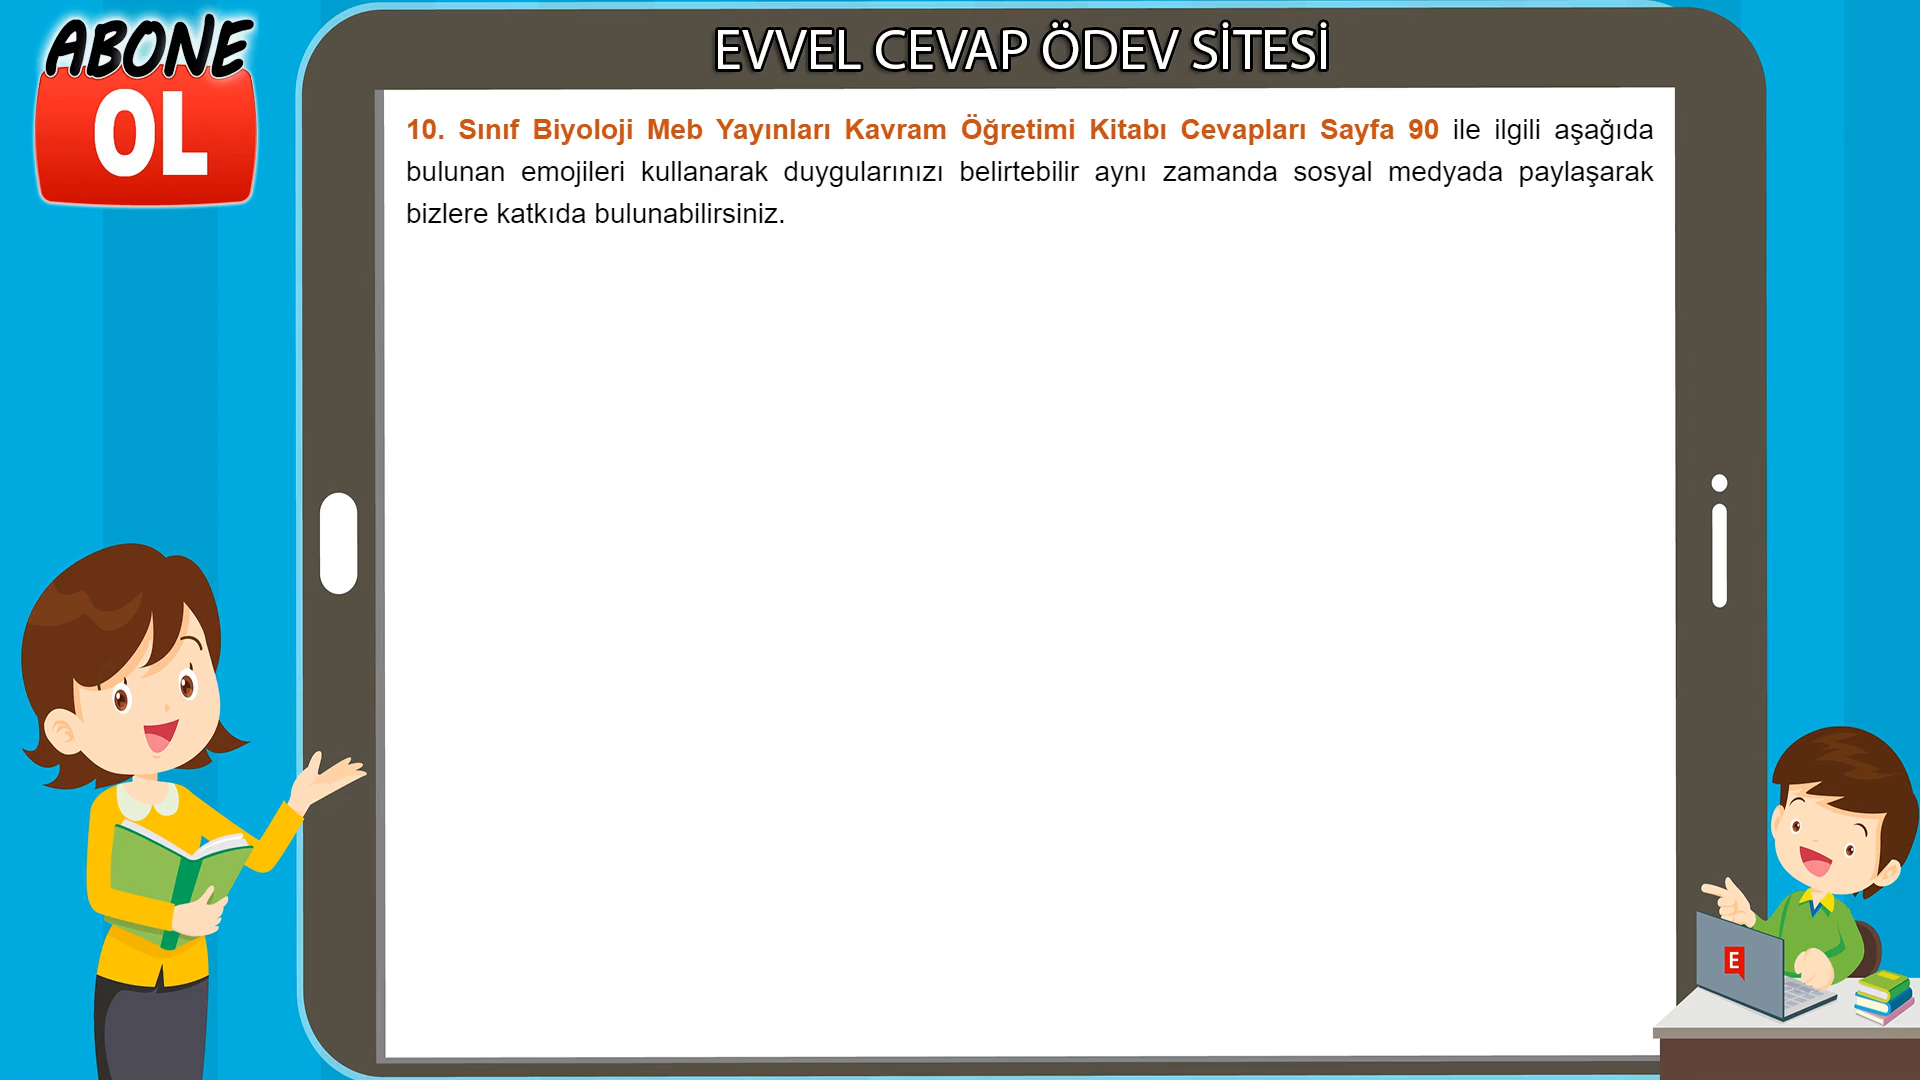 ABONE
OL
EVVEL CEVAP ÖDEV SİTESİ
10. Sınıf Biyoloji Meb Yayınları Kavram Öğretimi Kitabı Cevapları Sayfa 90 ile ilgili aşağıda
bulunan emojileri kullanarak duygularınızı belirtebilir aynı zamanda sosyal medyada paylaşarak
bizlere katkıda bulunabilirsiniz.
E